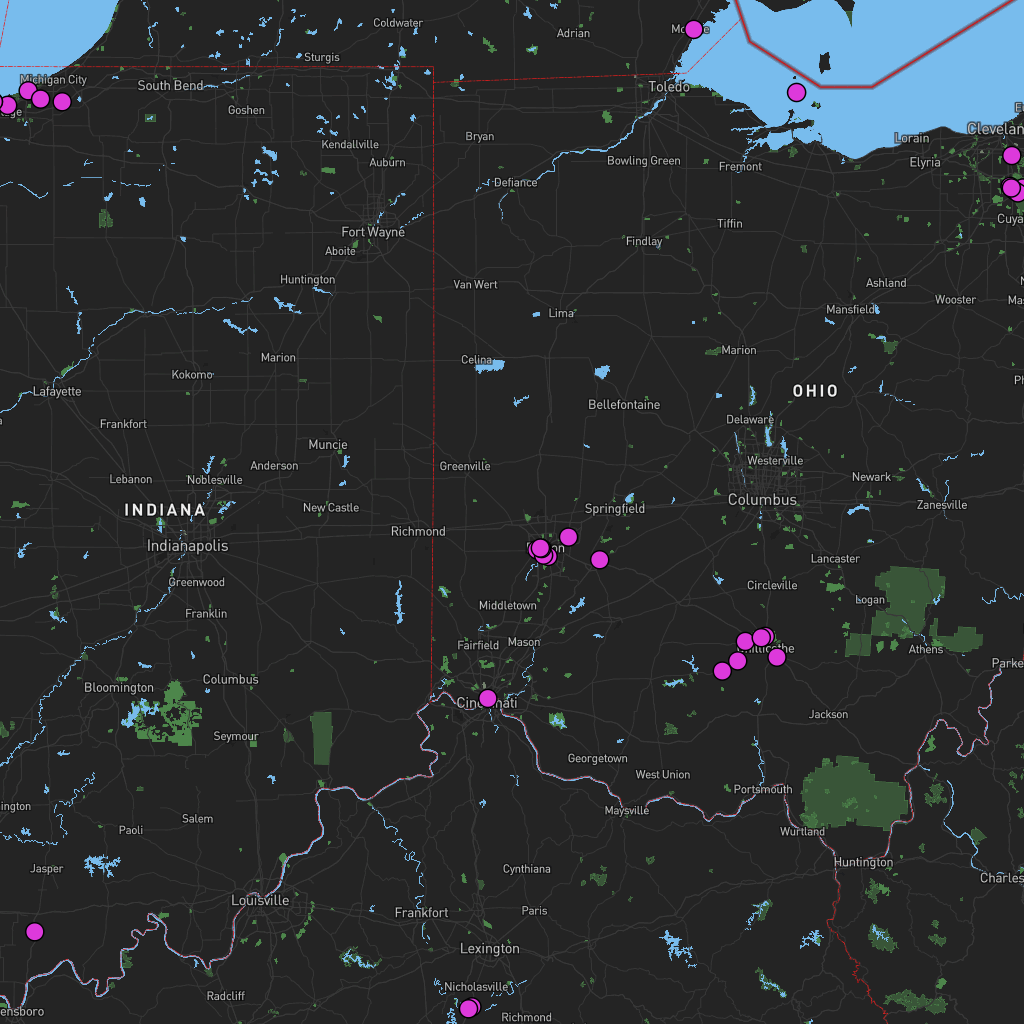 Coldwater
Adrian
Sturgis
Michigan City
South Bend
Toledo
Goshen
Bryan
Kendallville
Auburn
Lorain
Elyria
Bowling Green
Fremont
Defiance
Tiffin
Fort Wayne
Aboite
Findlay
Huntington
Van Wert
Ashland
Wooster
Lima
Mansfield
Marion
Marion
Celina
Kokomo
Lafayette
OHIO
Bellefontaine
Delaware
Frankfort
Muncie
Westerville
Anderson
Greenville
Lebanon
Noblesville
Newark
Columbus
INDIANA
New Castle
Springfield
Zanesville
Richmond
Indianapolis
Lancaster
Greenwood
Circleville
Logan
Franklin
Middletown
Fairfield
Mason
Athens
Parke
Columbus
Bloomington
Jackson
Seymour
Georgetown
West Union
Portsmouth
ington
Maysville
Salem
Paoli
Wurtland
Huntington
Jasper
Cynthiana
Charles
Louisville
Frankfort
Paris
Lexington
Nicholasville
Radcliff
ensboro
Richmond